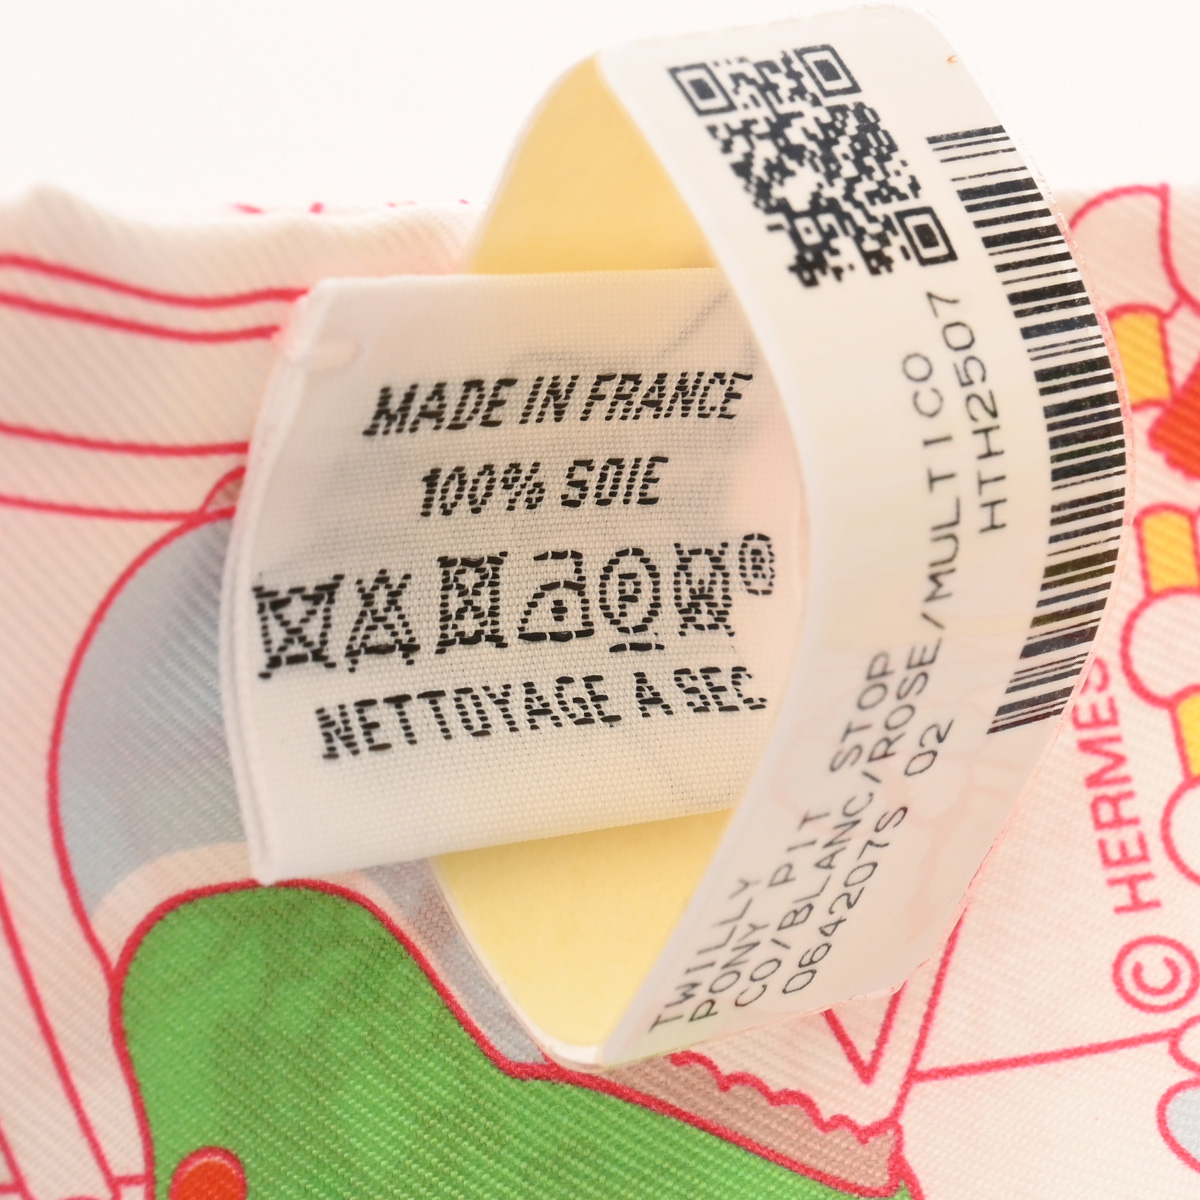 MADE IN FRANCE
100% SOIE
P
W
®
NETTOYAGE A SEC
TWILLY
PONY PIT STOP
CO/BLANC/ROSE/MULTICO
064207S 02
HTH2507
© HERMES